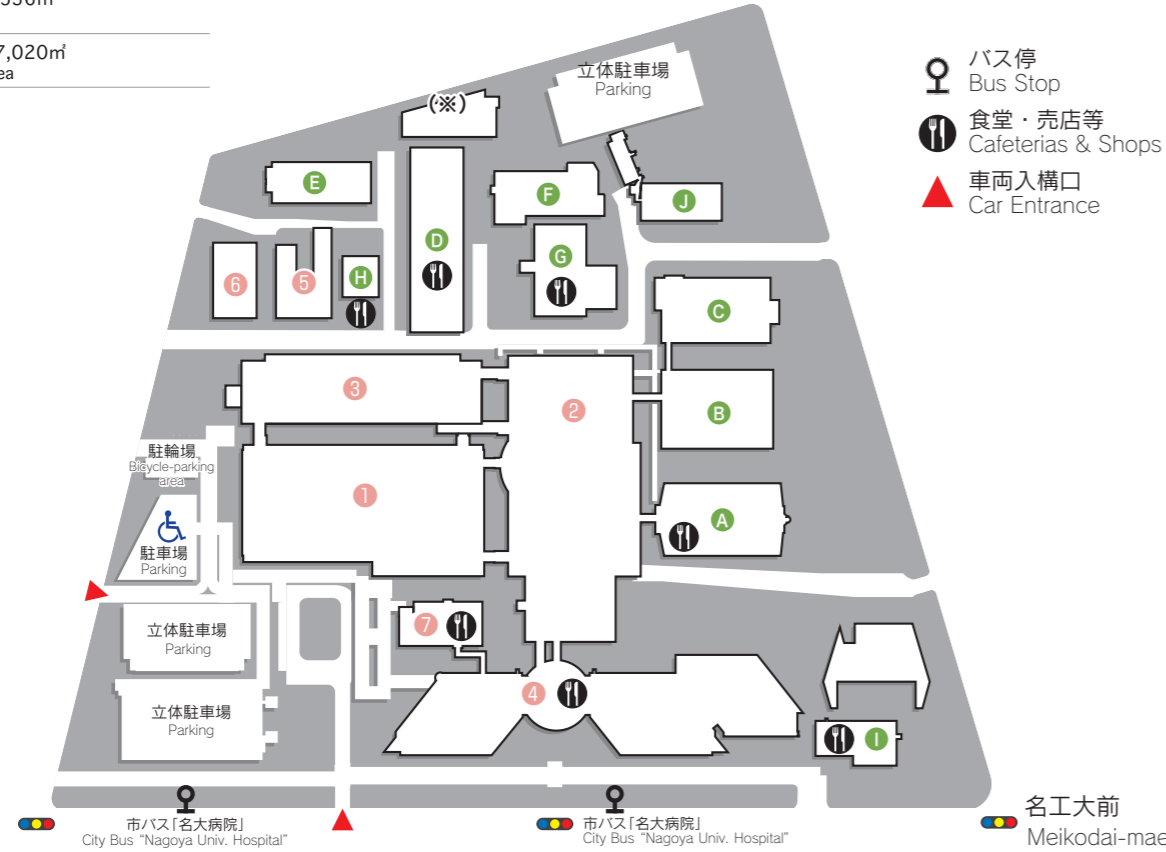 7,020㎡
立体駐車場
Parking
(※)
バス停
Bus Stop
食堂・売店等
Cafeterias & Shops
車両入構口
Car Entrance
E
F
J
D
G
H
6
5
C
3
2
B
駐輪場
Bicycle-parking
area
1
A
駐車場
Parking
立体駐車場
Parking
7
4
立体駐車場
Parking
I
市バス「名大病院」
City Bus “Nagoya Univ. Hospital”
市バス「名大病院」
City Bus “Nagoya Univ. Hospital”
名工大前
Meikodai-mae